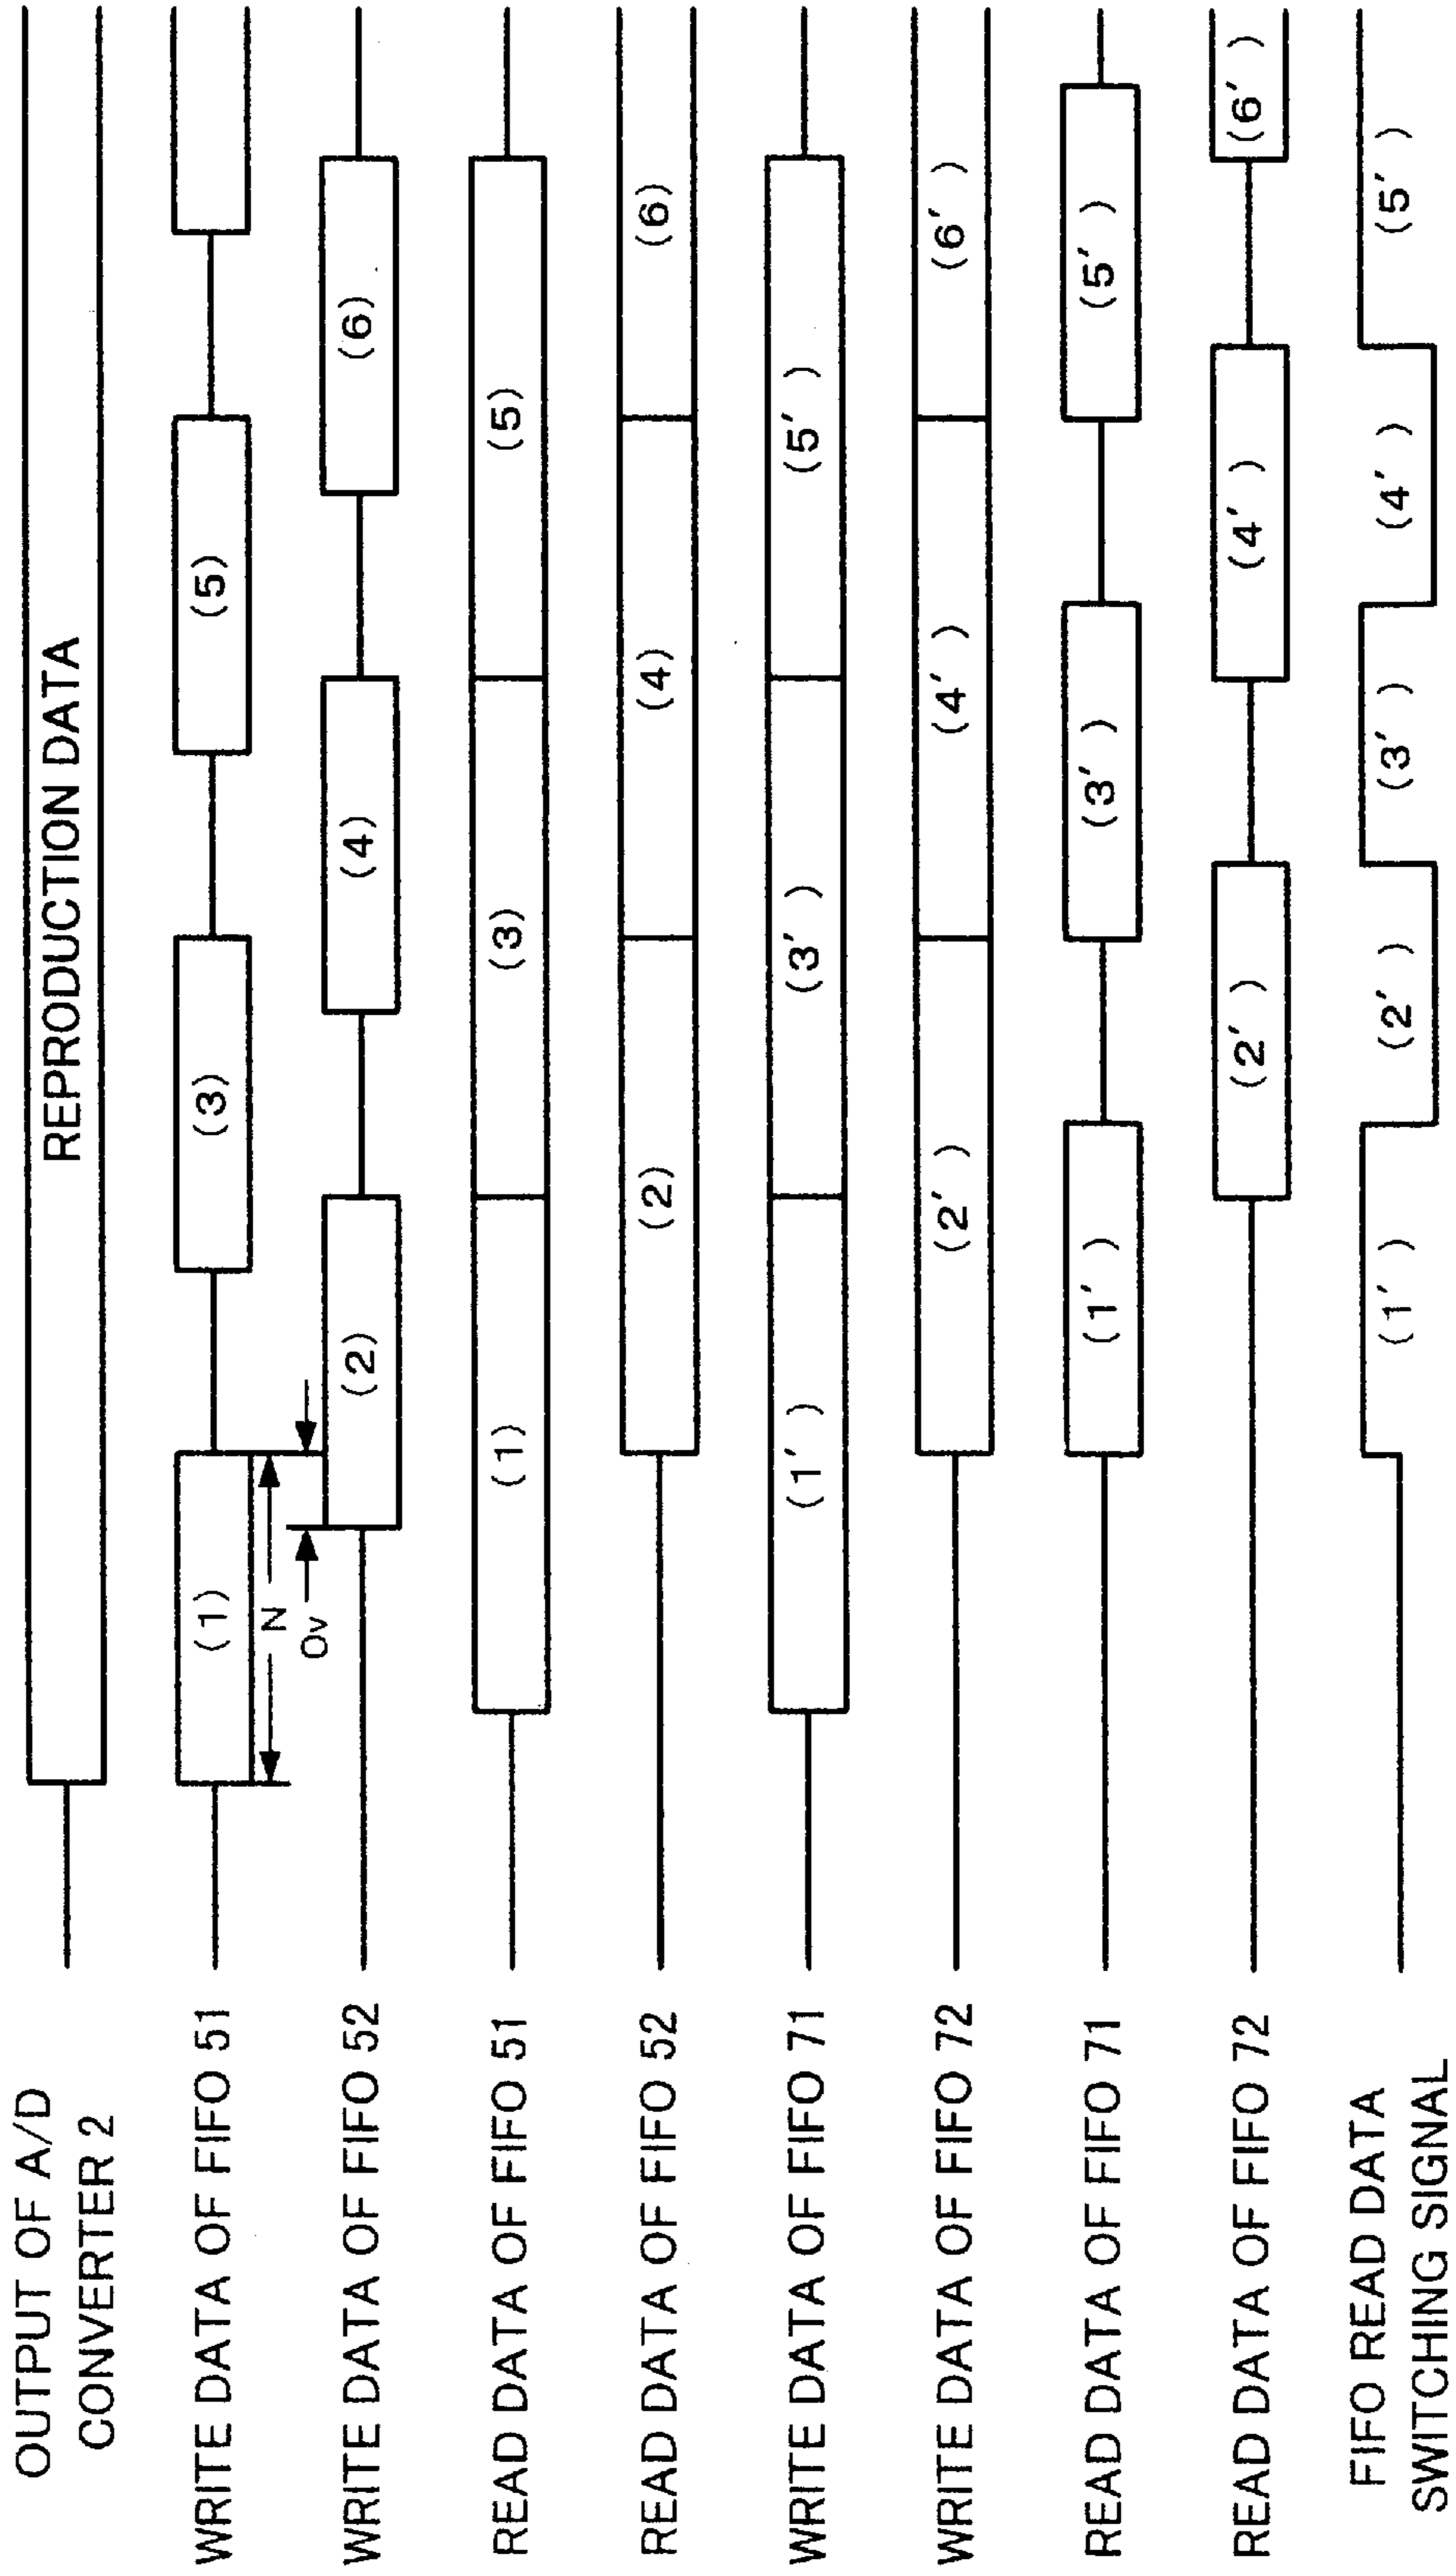 OUTPUT OF A/D
CONVERTER 2
REPRODUCTION DATA
WRITE DATA OF FIFO 51
(1)
(3)
(5)
N
Ov
WRITE DATA OF FIFO 52
(2)
(4)
(6)
READ DATA OF FIFO 51
(1)
(3)
(5)
READ DATA OF FIFO 52
(2)
(4)
(6)
WRITE DATA OF FIFO 71
(1')
(3')
(5')
WRITE DATA OF FIFO 72
(2')
(4')
(6')
READ DATA OF FIFO 71
(1')
(3')
(5')
READ DATA OF FIFO 72
(2')
(4')
(6')
FIFO READ DATA
SWITCHING SIGNAL
(1')
(2')
(3')
(4')
(5')